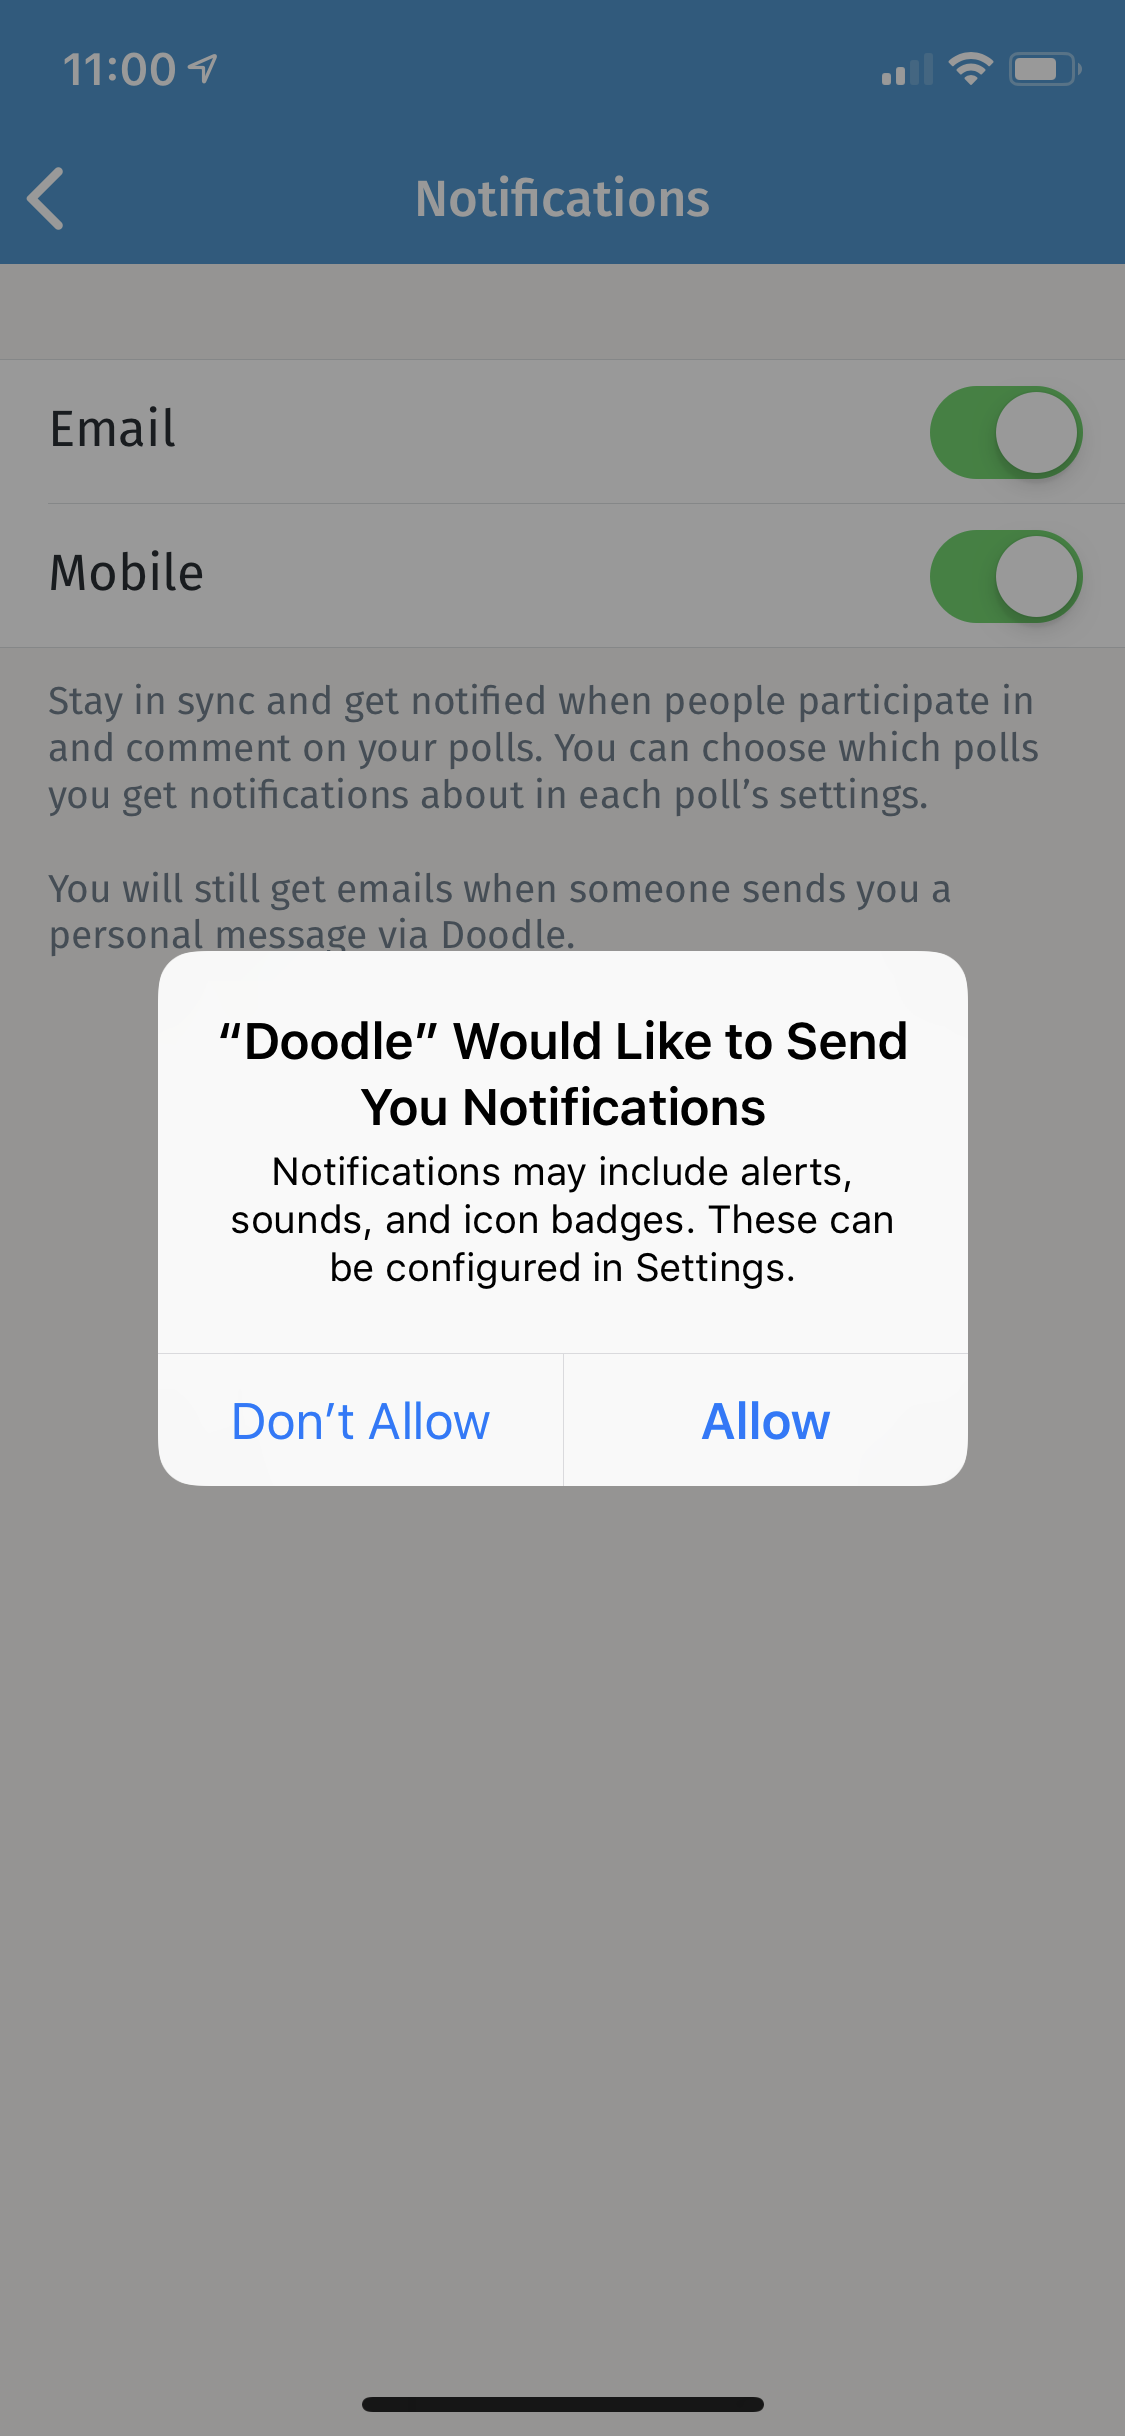 11:00
Notifications
Email
Mobile
Stay in sync and get notified when people participate in
and comment on your polls. You can choose which polls
you get notifications about in each poll’s settings.
You will still get emails when someone sends you a
personal message via Doodle.
“Doodle” Would Like to Send
You Notifications
Notifications may include alerts,
sounds, and icon badges. These can
be configured in Settings.
Don’t Allow
Allow